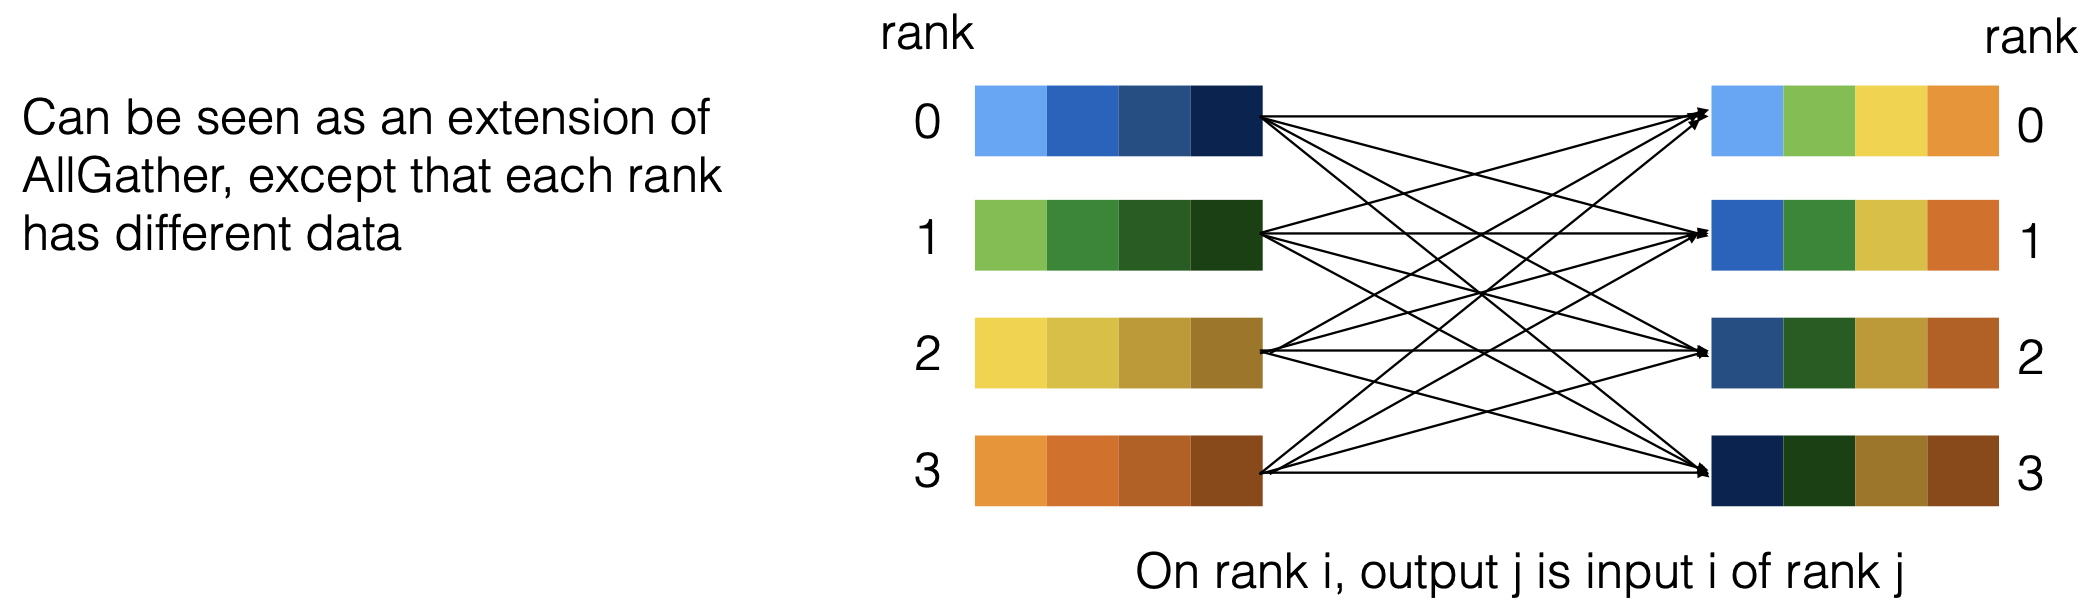 Can be seen as an extension of
AllGather, except that each rank
has different data
rank
rank
0
0
1
1
2
2
3
3
On rank i, output j is input i of rank j